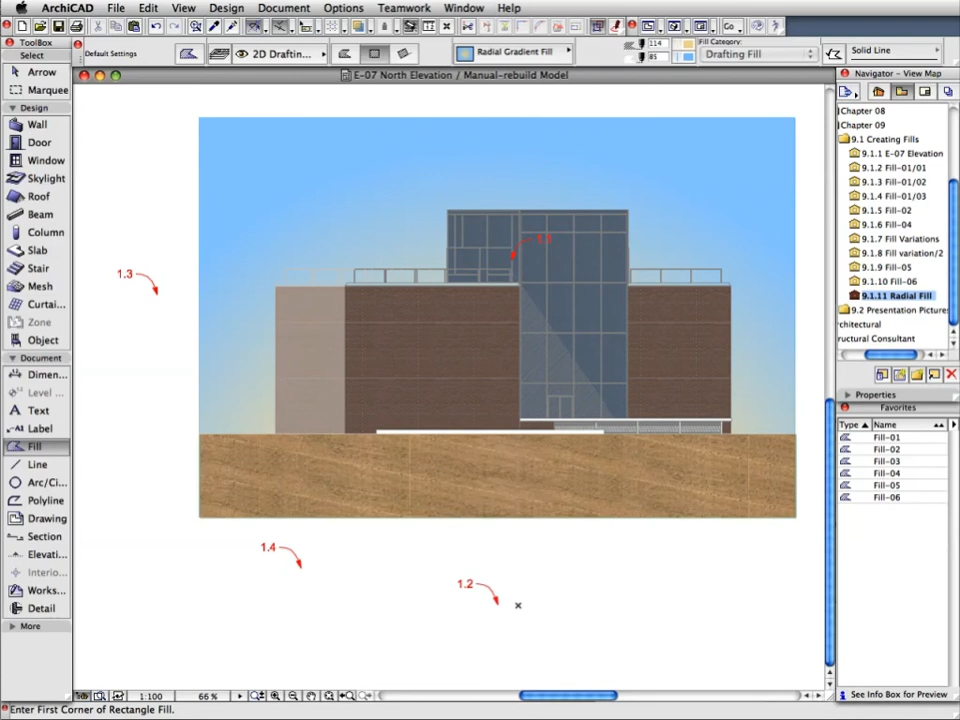 ArchiCAD File Edit View Design Document Options Teamwork Window Help
Go...
ToolBox
Select
Arrow
Marquee
Design
Wall
Door
Window
Skylight
Roof
Beam
Column
Slab
Stair
Mesh
Curtai...
Zone
Object
Document
Dimen...
Level ...
Text
Label
Fill
Line
Arc/Ci...
Polyline
Drawing
Section
Elevati...
Interio...
Works...
Detail
More
Default Settings
2D Draftin...
Radial Gradient Fill
114
85
Fill Category:
Drafting Fill
Solid Line
E-07 North Elevation / Manual-rebuild Model
1.1
1.3
1.4
1.2
1:100
66 %
Enter First Corner of Rectangle Fill.
Navigator - View Map
Chapter 08
Chapter 09
9.1 Creating Fills
9.1.1 E-07 Elevation
9.1.2 Fill-01/01
9.1.3 Fill-01/02
9.1.4 Fill-01/03
9.1.5 Fill-02
9.1.6 Fill-04
9.1.7 Fill Variations
9.1.8 Fill variation/2
9.1.9 Fill-05
9.1.10 Fill-06
9.1.11 Radial Fill
9.2 Presentation Pictures
chitectural
ructural Consultant
Properties
Favorites
Type Name
Fill-01
Fill-02
Fill-03
Fill-04
Fill-05
Fill-06
See Info Box for Preview